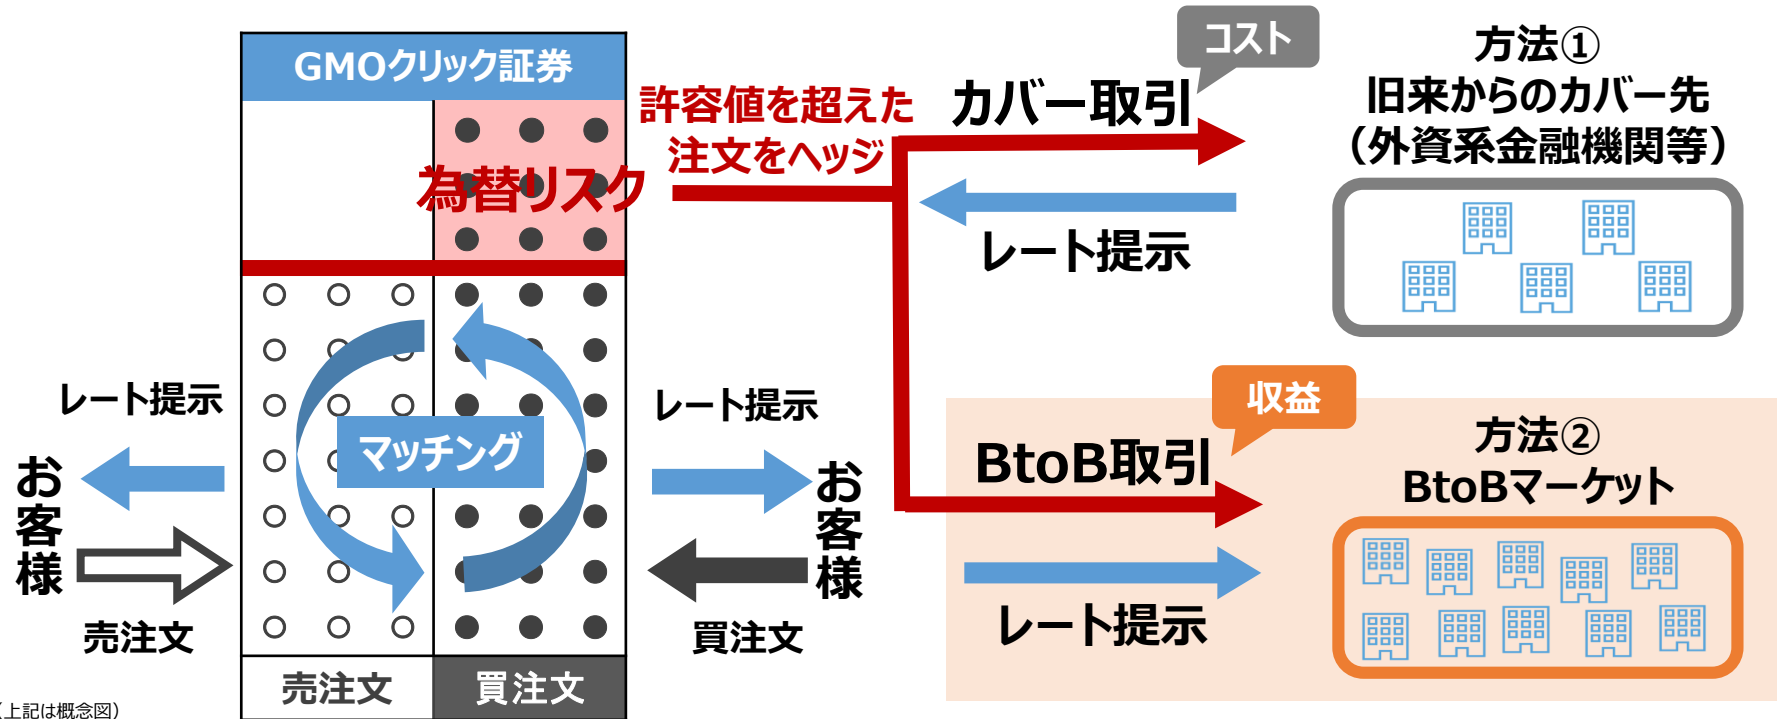 コスト
方法①
旧来からのカバー先
（外資系金融機関等）
GMOクリック証券
許容値を超えた
注文をヘッジ
カバー取引
為替リスク
レート提示
収益
レート提示
レート提示
マッチング
BtoB取引
方法②
BtoBマーケット
お客様
お客様
レート提示
売注文
買注文
売注文
買注文
（上記は概念図）